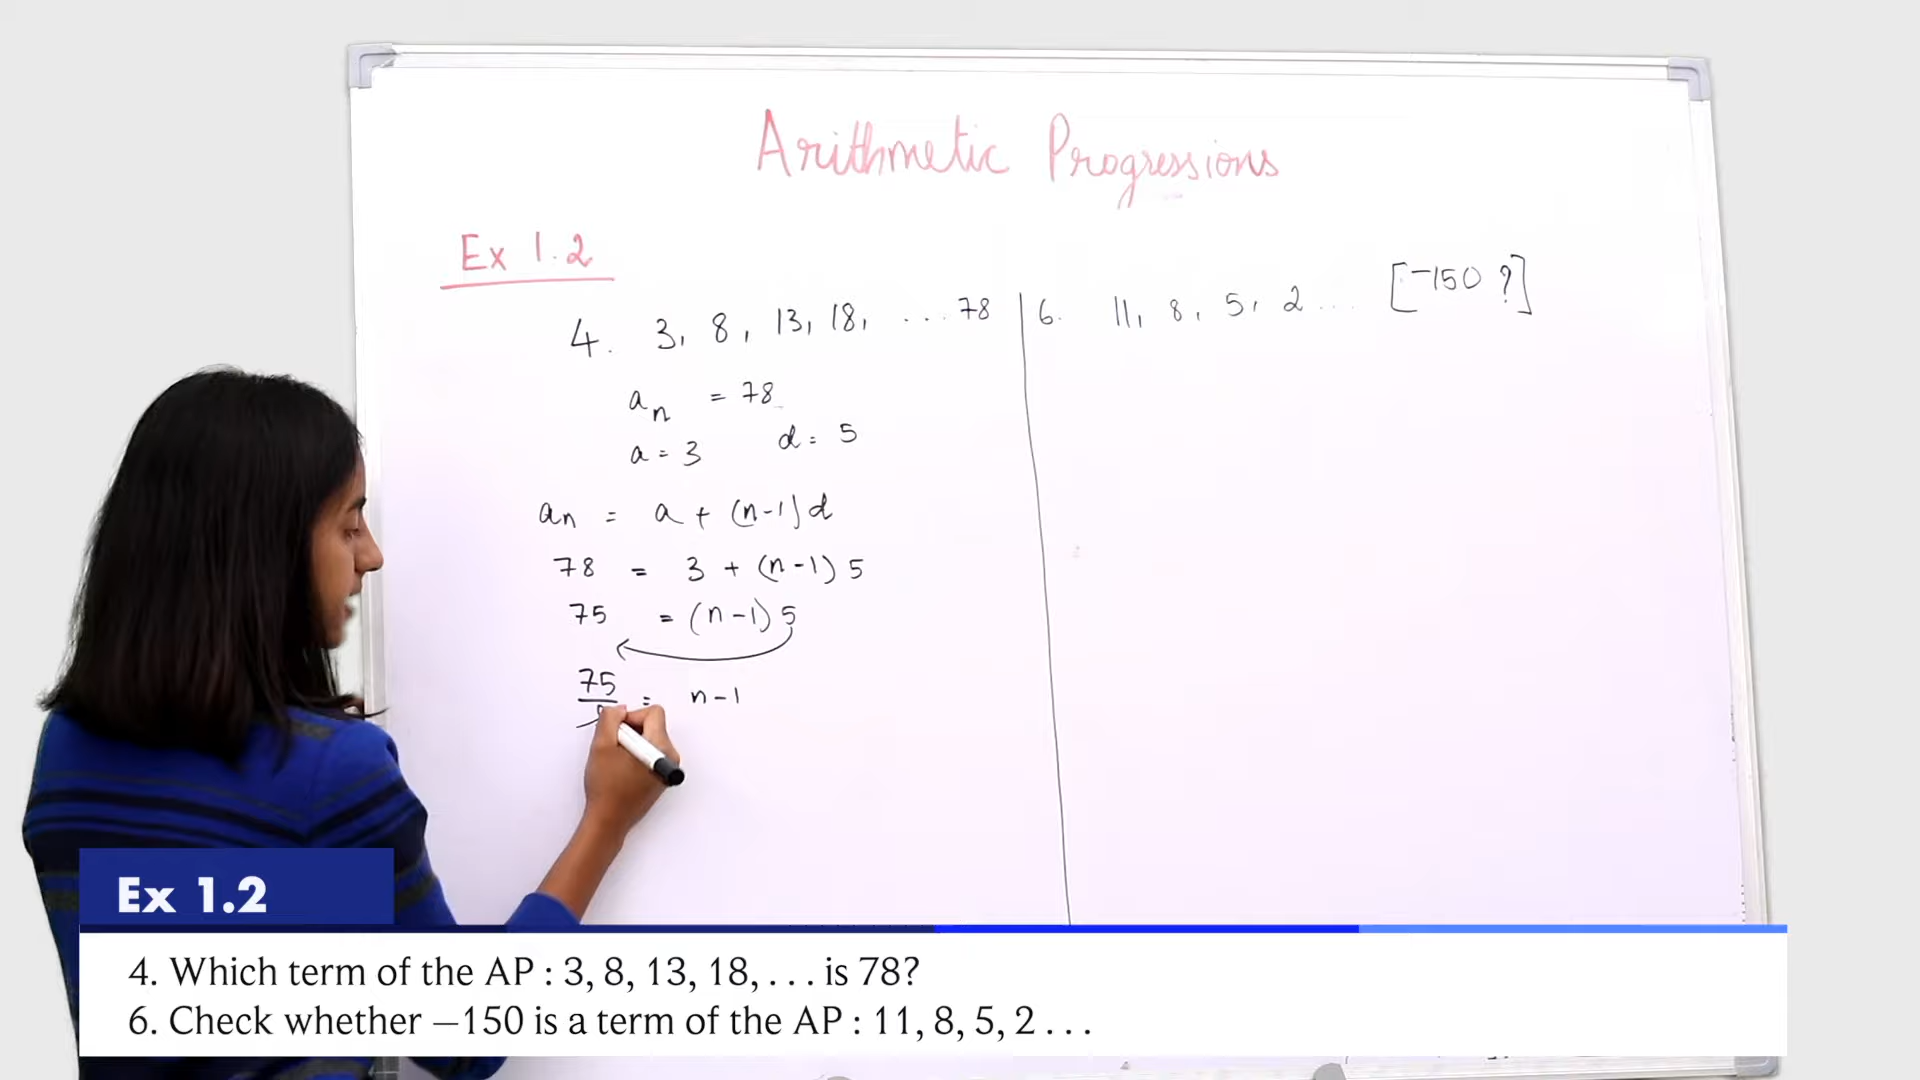 Arithmetic Progressions
Ex 1.2
4. 3, 8, 13, 18, ... 78
aₙ = 78
a = 3 d = 5
aₙ = a + (n-1)d
78 = 3 + (n-1) 5
75 = (n-1) 5
75/ = n-1
6. 11, 8, 5, 2 .... [-150 ?]
Ex 1.2
4. Which term of the AP : 3, 8, 13, 18, . . . is 78?
6. Check whether –150 is a term of the AP : 11, 8, 5, 2 . . .